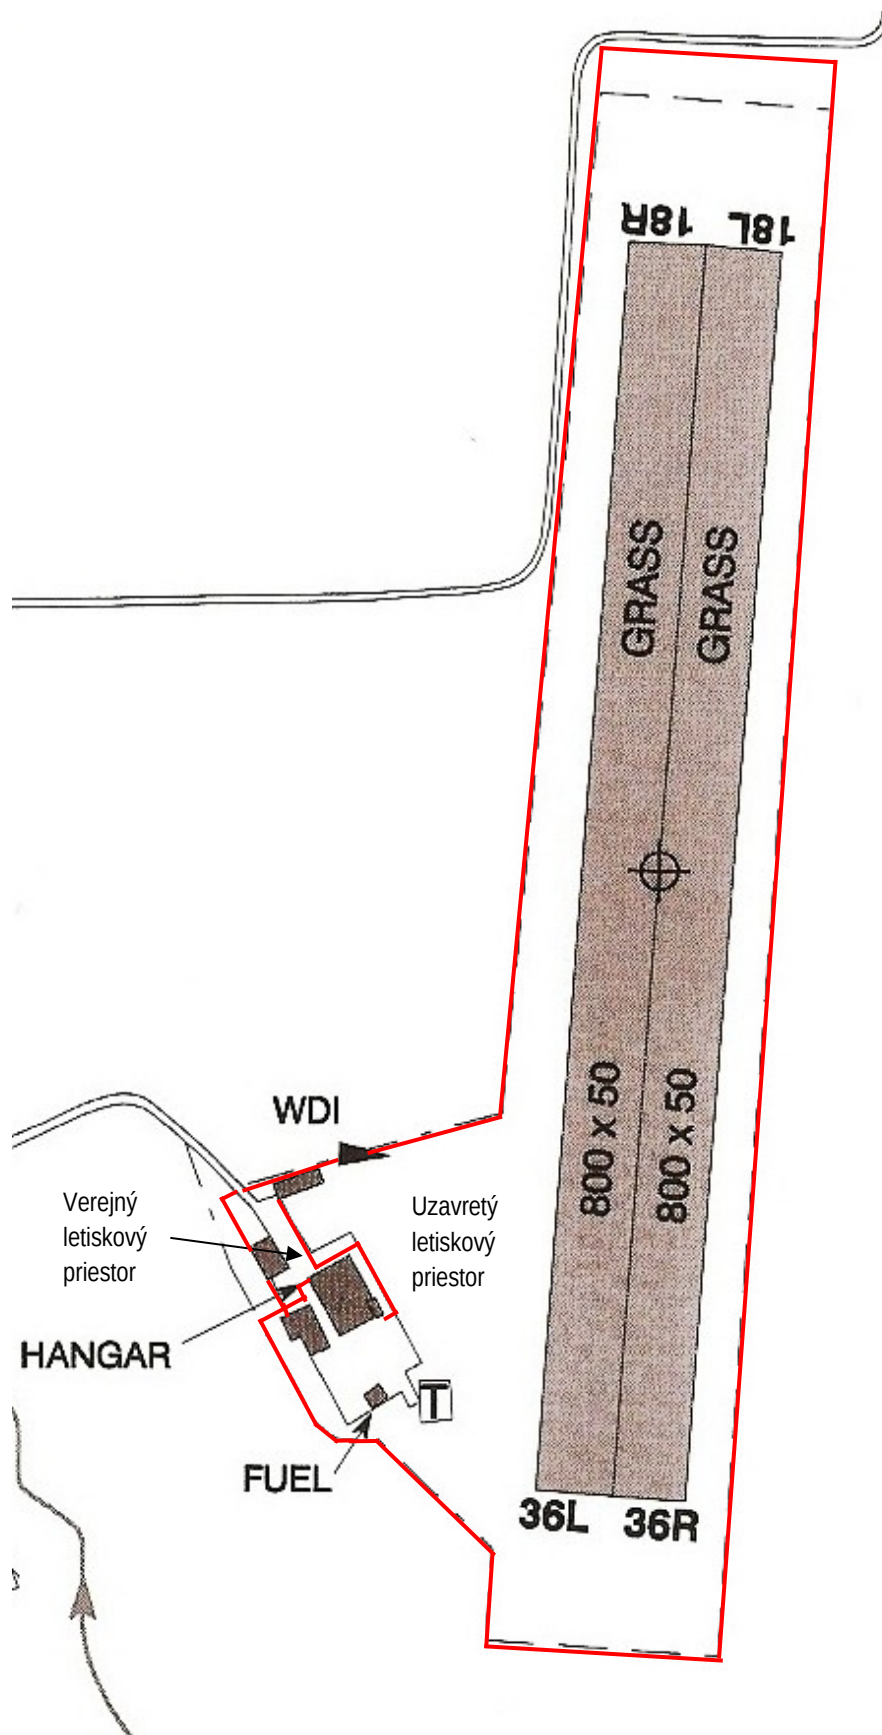 18R 18L
GRASS
GRASS
800 x 50
800 x 50
WDI
Verejný
letiskový
priestor
Uzavretý
letiskový
priestor
HANGAR
T
FUEL
36L 36R